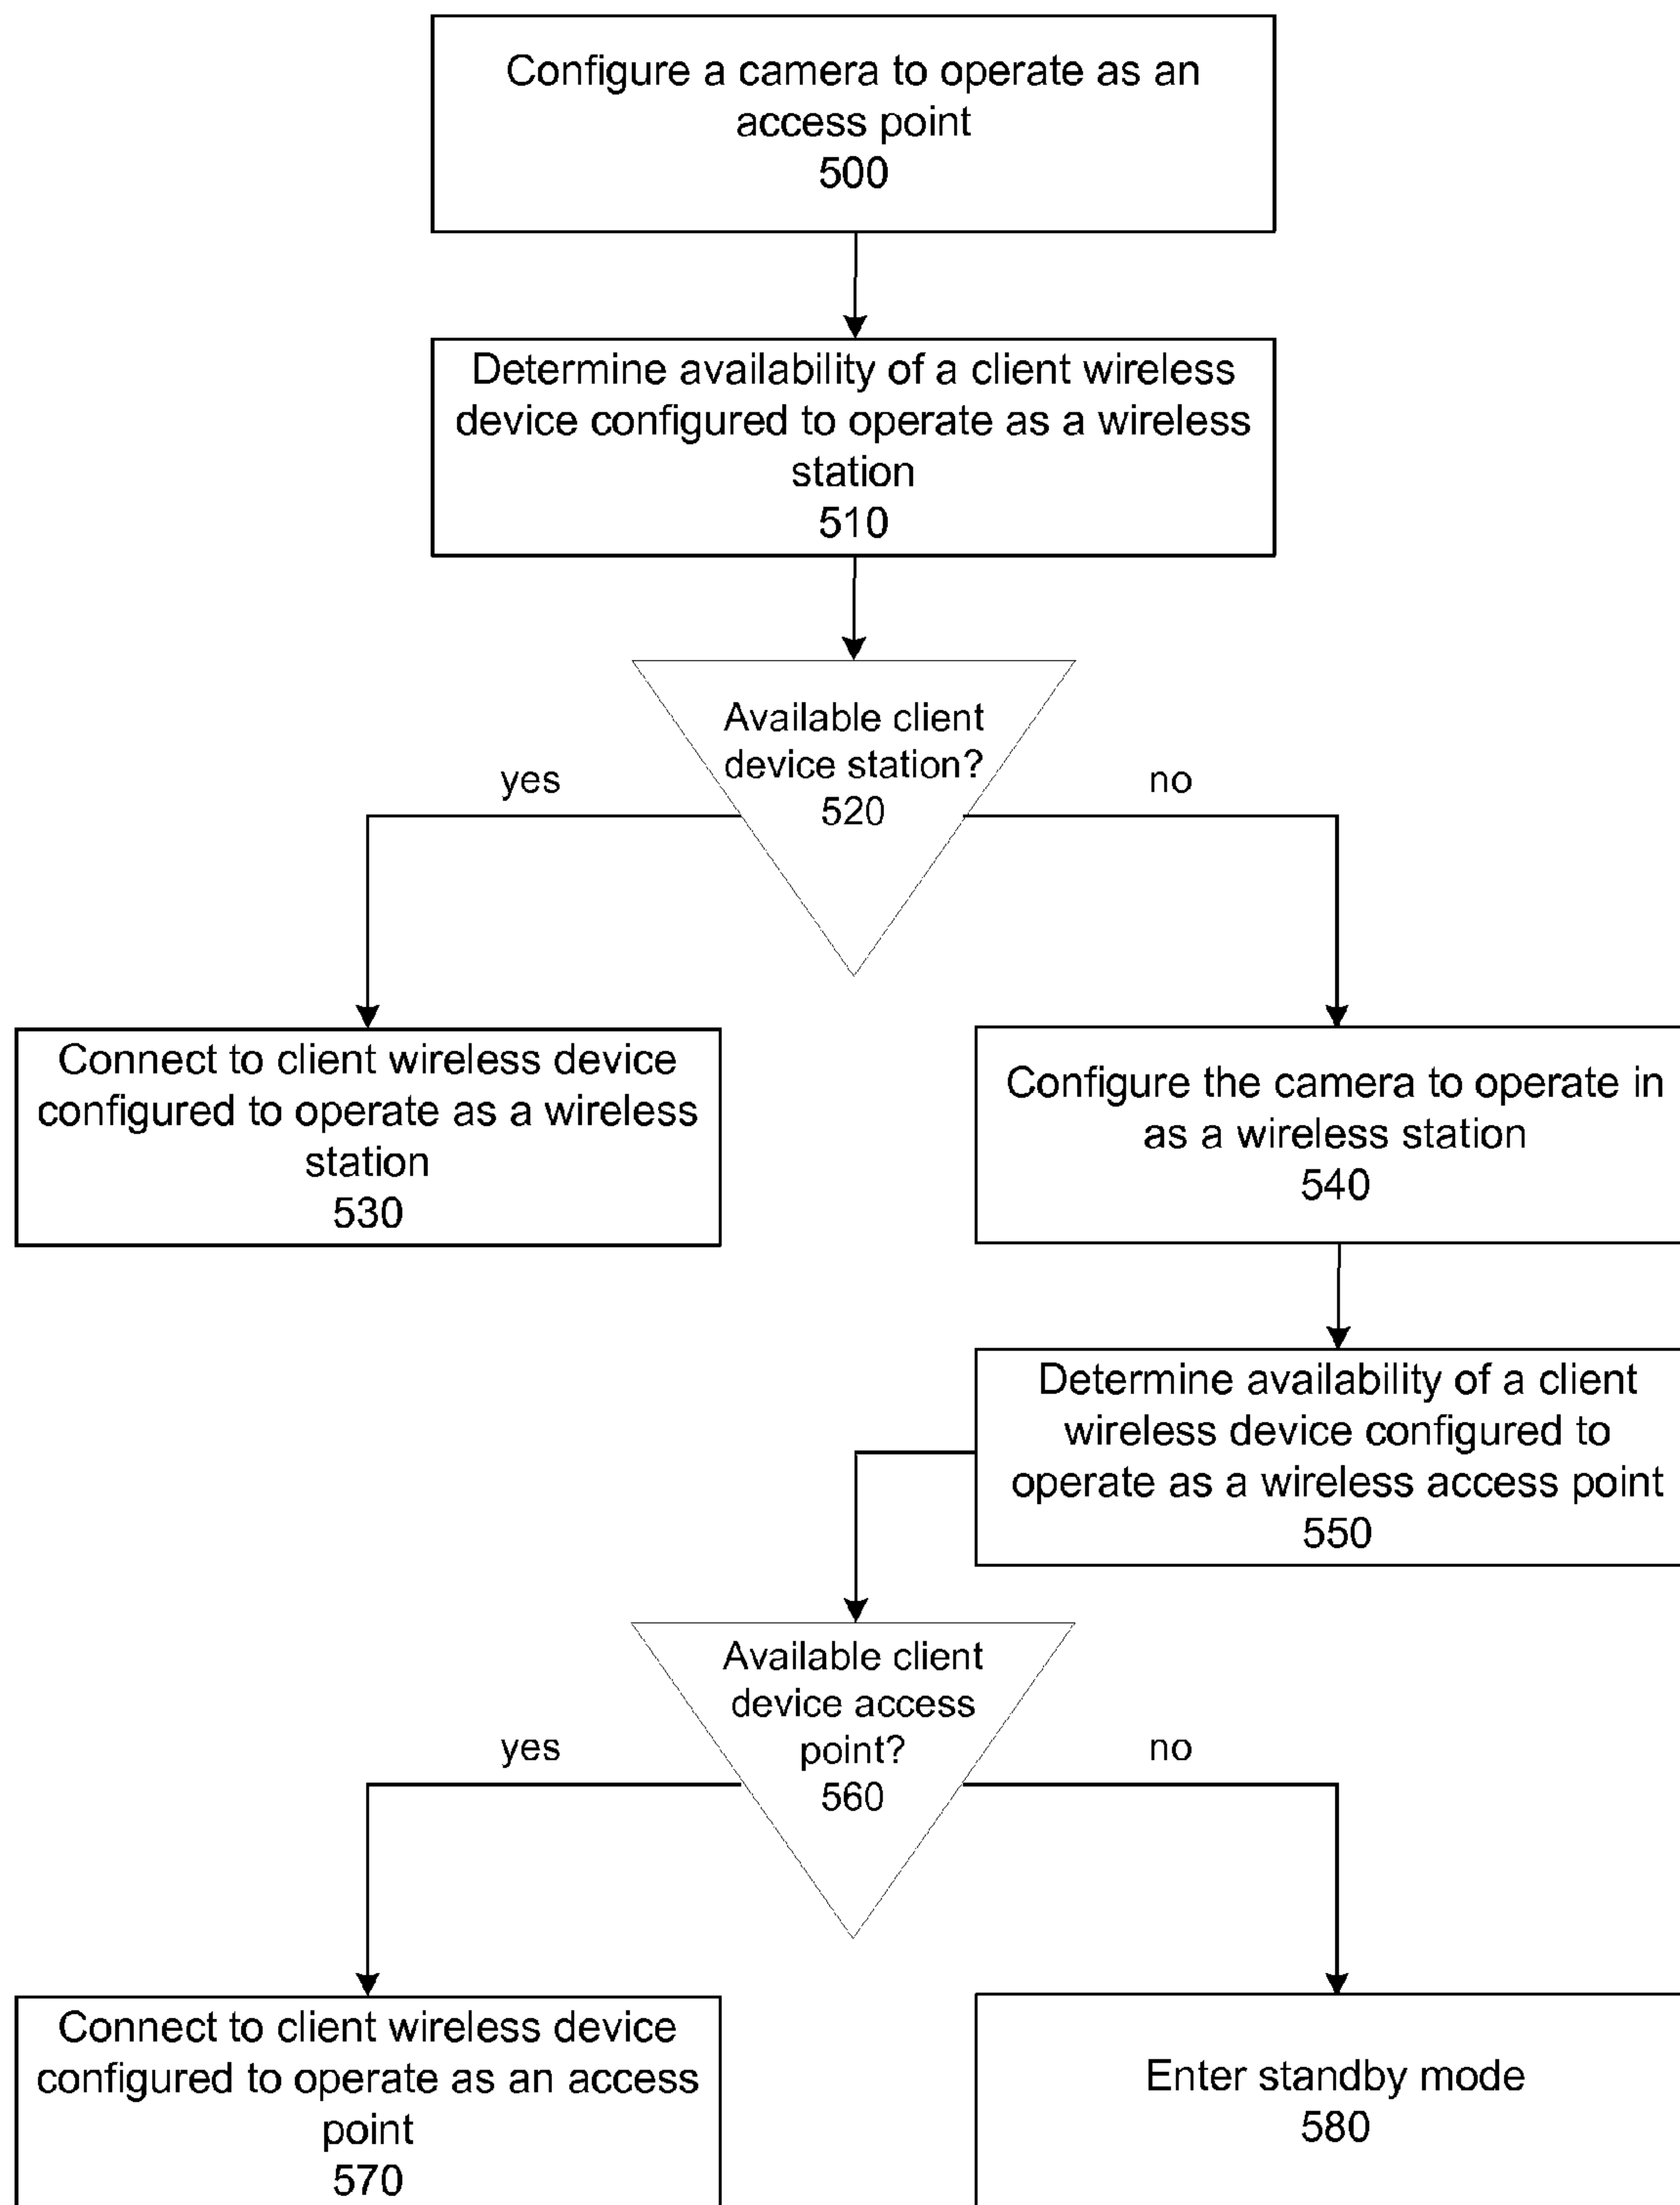 Configure a camera to operate as an
access point
500
Determine availability of a client wireless
device configured to operate as a wireless
station
510
Available client
device station?
520
yes
no
Connect to client wireless device
configured to operate as a wireless
station
530
Configure the camera to operate in
as a wireless station
540
Determine availability of a client
wireless device configured to
operate as a wireless access point
550
Available client
device access
point?
560
yes
no
Connect to client wireless device
configured to operate as an access
point
570
Enter standby mode
580